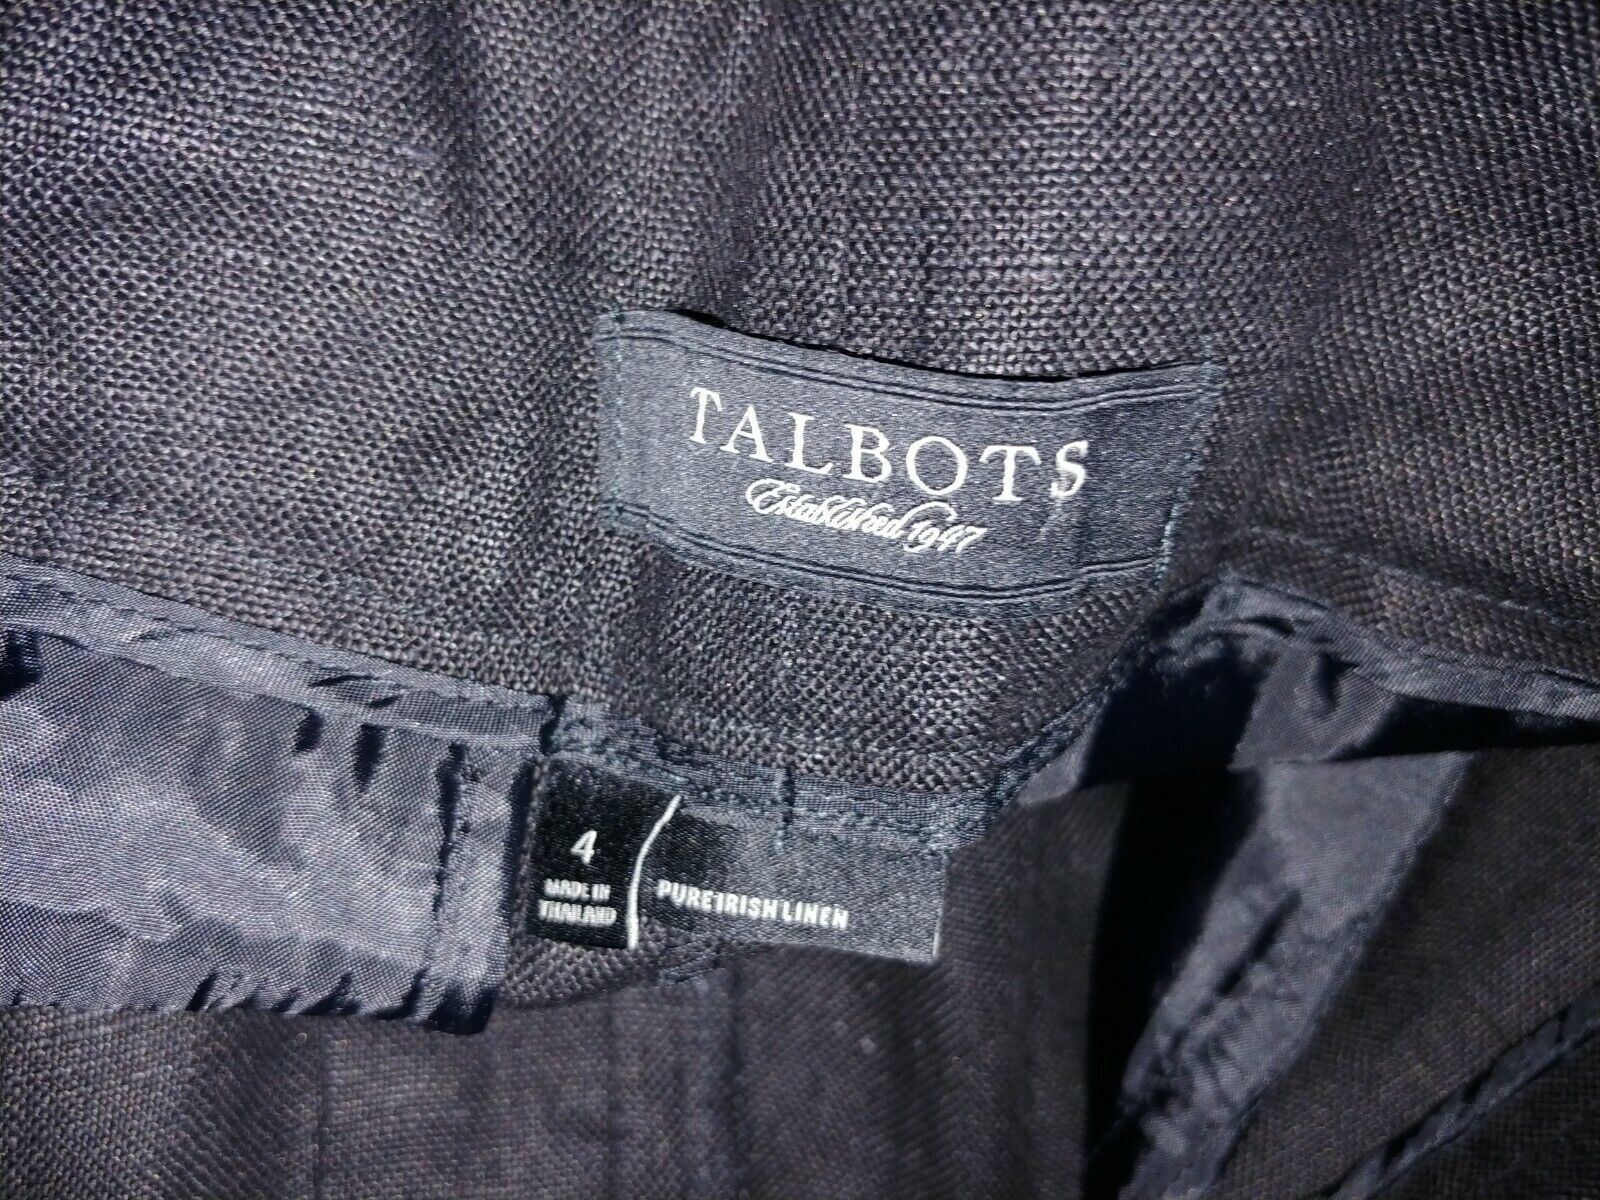 TALBOTS
Established 1947
4
MADE IN
THAILAND
PURE IRISH LINEN